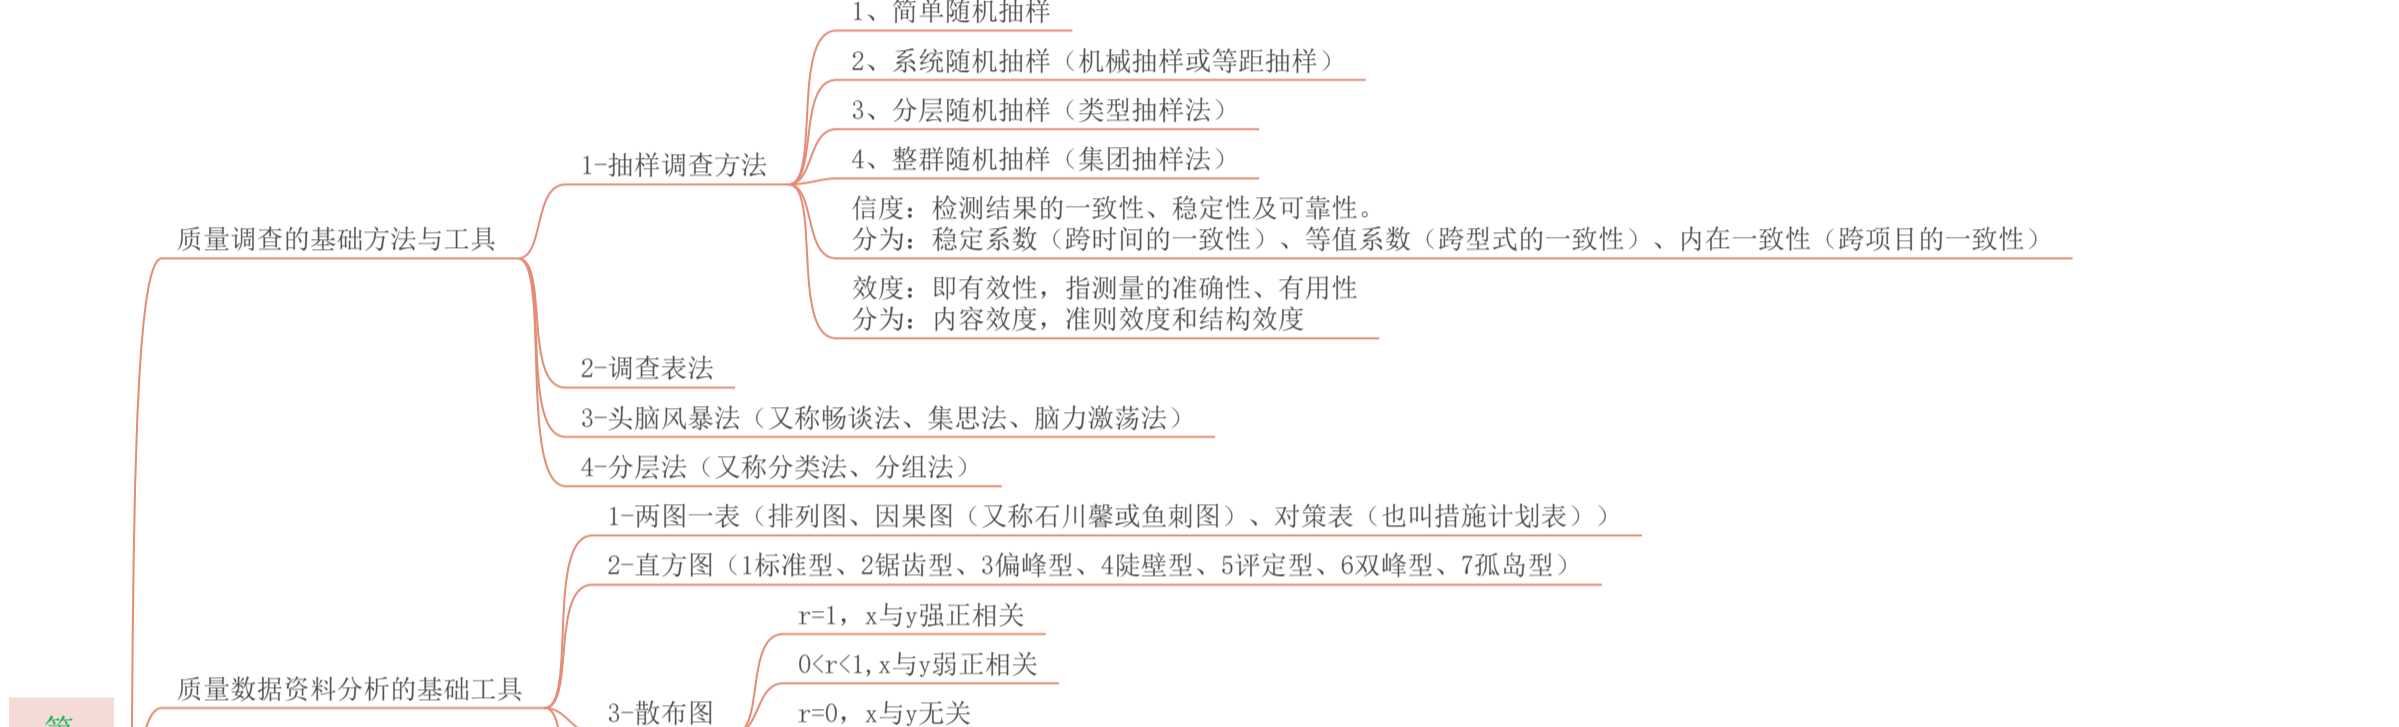 1、简单随机抽样
2、系统随机抽样（机械抽样或等距抽样）
3、分层随机抽样（类型抽样法）
1-抽样调查方法
4、整群随机抽样（集团抽样法）
信度：检测结果的一致性、稳定性及可靠性。
分为：稳定系数（跨时间的一致性）、等值系数（跨型式的一致性）、内在一致性（跨项目的一致性）
质量调查的基础方法与工具
效度：即有效性，指测量的准确性、有用性
分为：内容效度，准则效度和结构效度
2-调查表法
3-头脑风暴法（又称畅谈法、集思法、脑力激荡法）
4-分层法（又称分类法、分组法）
1-两图一表（排列图、因果图（又称石川馨或鱼刺图）、对策表（也叫措施计划表））
2-直方图（1标准型、2锯齿型、3偏峰型、4陡壁型、5评定型、6双峰型、7孤岛型）
r=1，x与y强正相关
0<r<1,x与y弱正相关
质量数据资料分析的基础工具
3-散布图
r=0，x与y无关